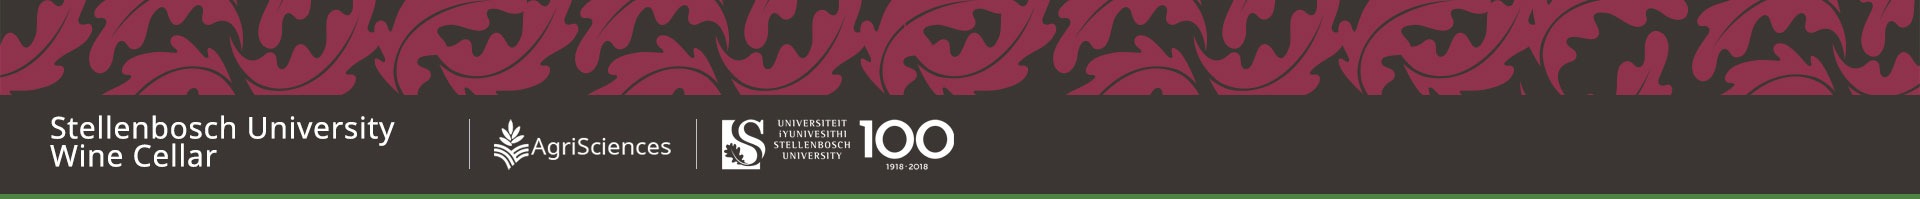 Stellenbosch University
Wine Cellar
AgriSciences
UNIVERSITEIT
iYUNIVESITHI
STELLENBOSCH
UNIVERSITY
100
1918·2018